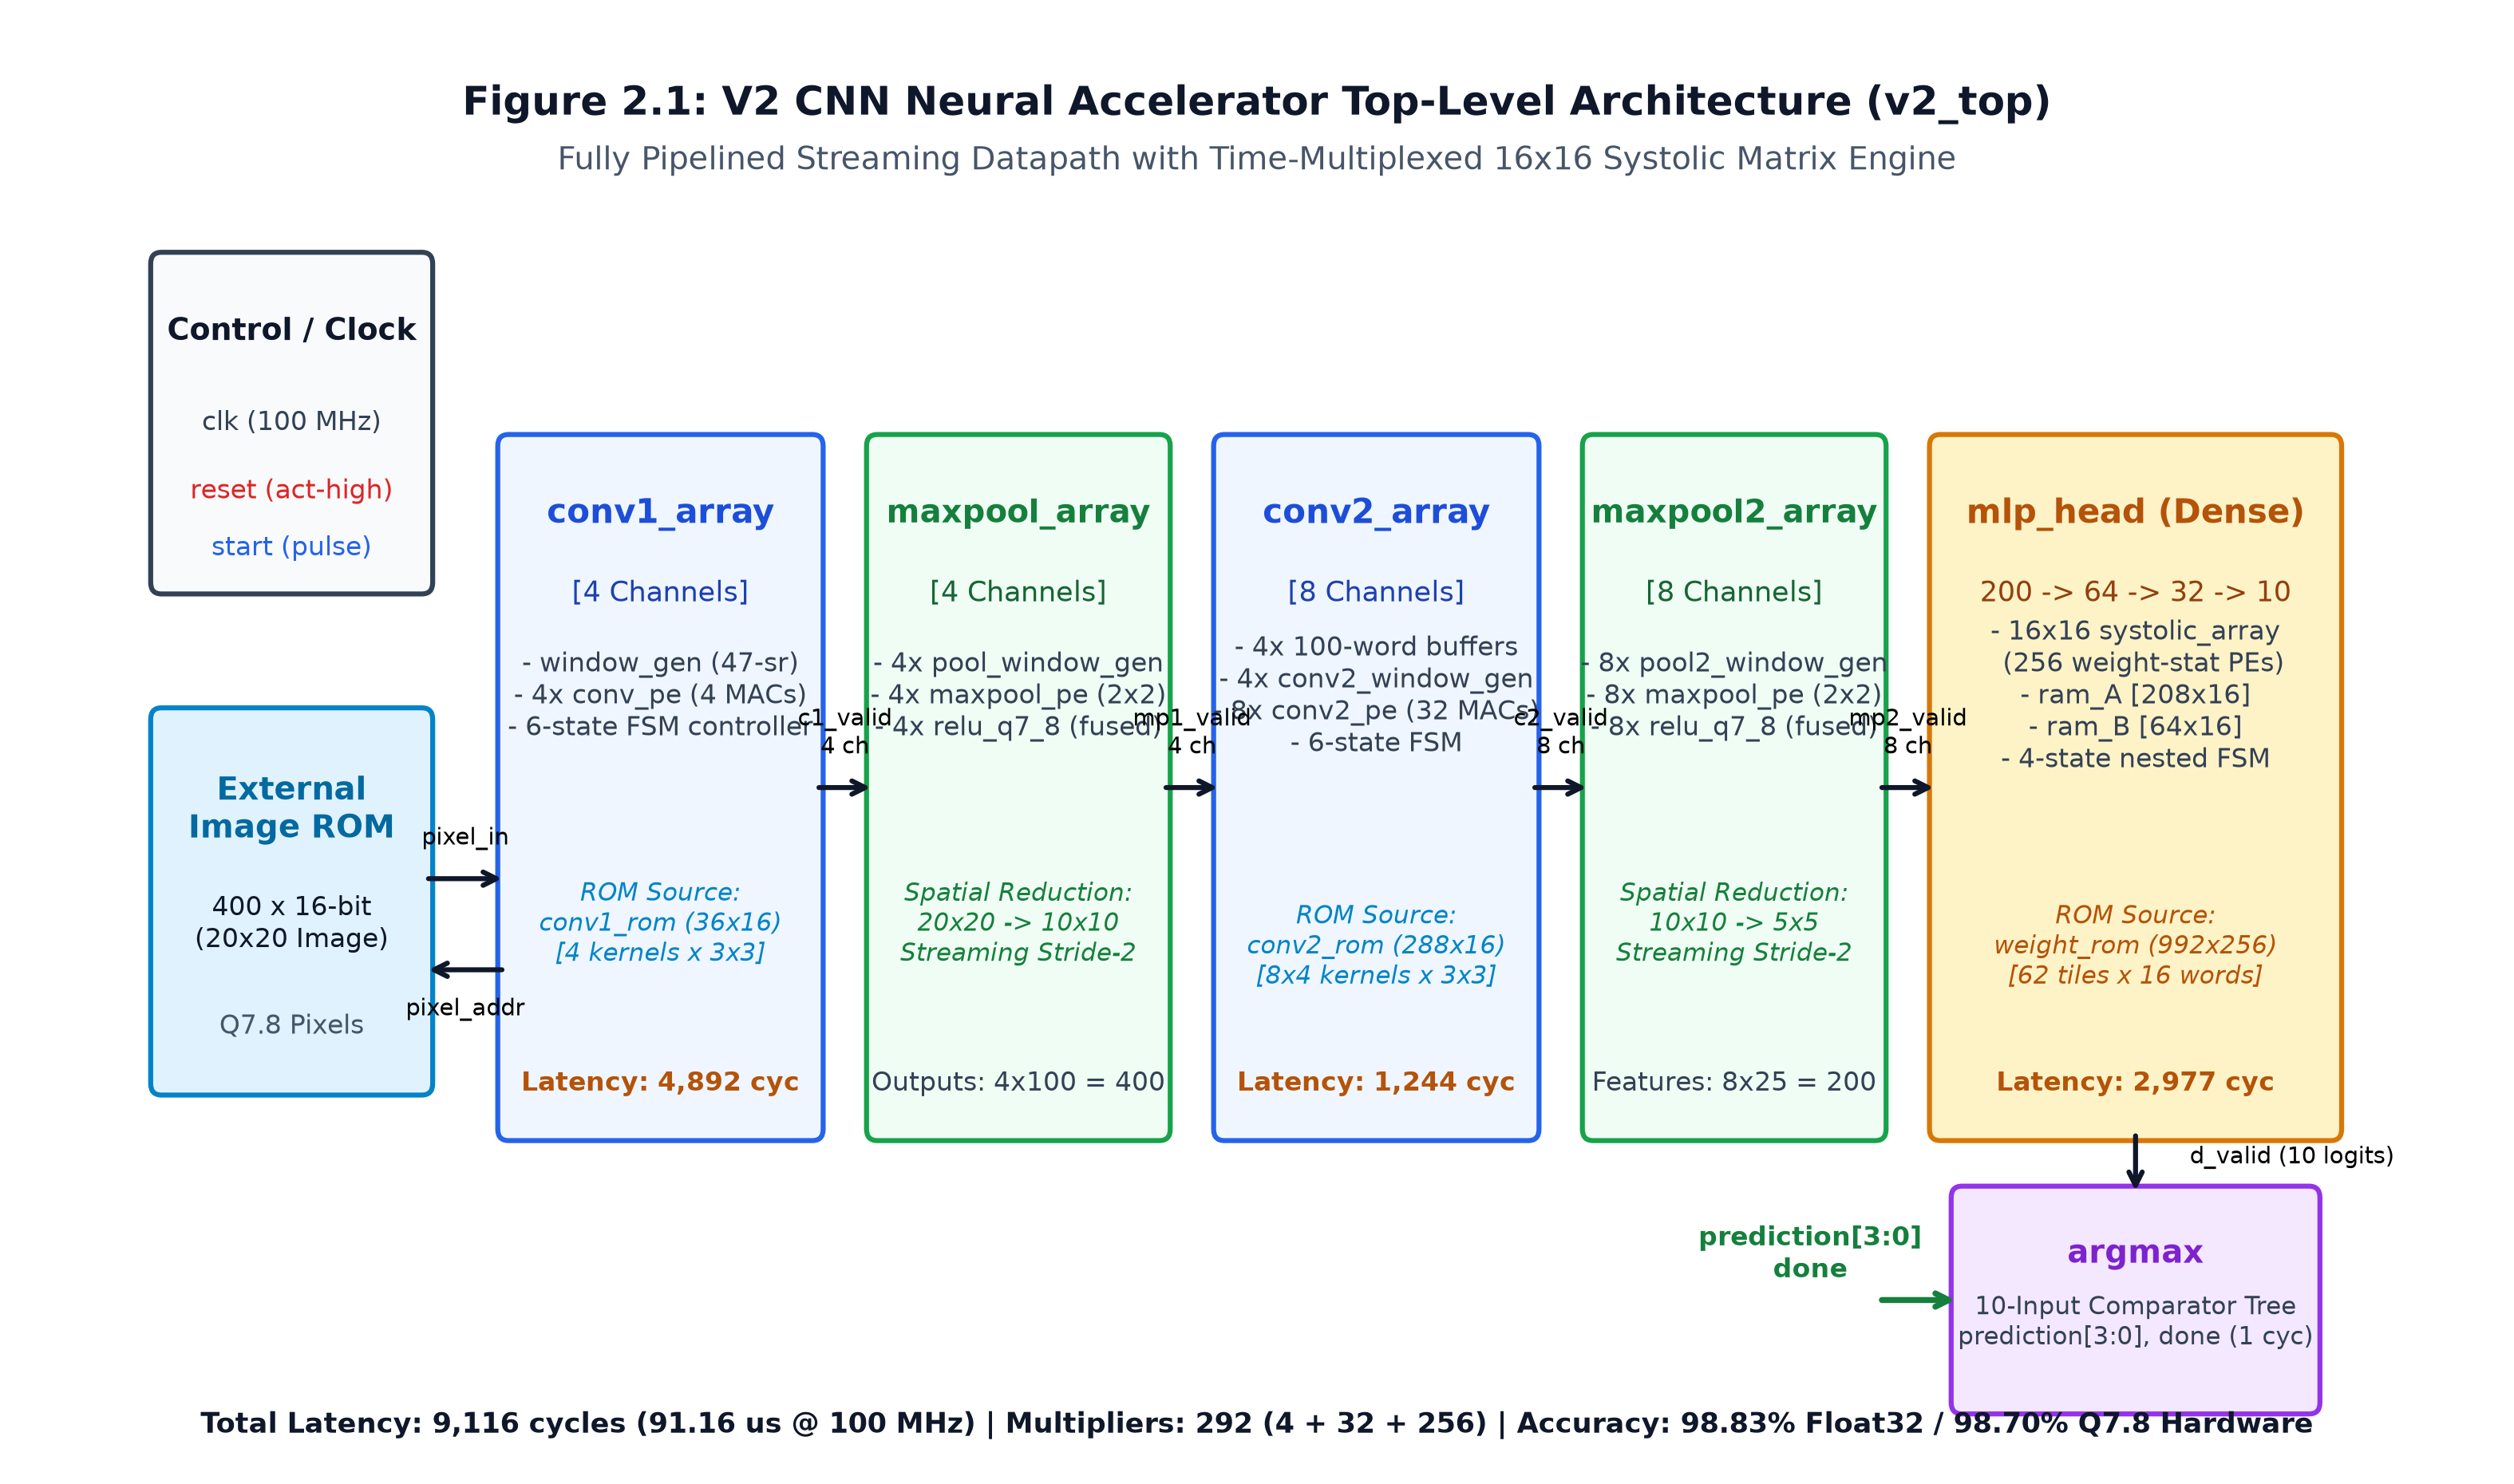 Figure 2.1: V2 CNN Neural Accelerator Top-Level Architecture (v2_top)
Fully Pipelined Streaming Datapath with Time-Multiplexed 16x16 Systolic Matrix Engine
Control / Clock
clk (100 MHz)
reset (act-high)
start (pulse)
External
Image ROM
400 x 16-bit
(20x20 Image)
Q7.8 Pixels
pixel_in
pixel_addr
conv1_array
[4 Channels]
- window_gen (47-sr)
- 4x conv_pe (4 MACs)
- 6-state FSM controller
ROM Source:
conv1_rom (36x16)
[4 kernels x 3x3]
Latency: 4,892 cyc
c1_valid
4 ch
maxpool_array
[4 Channels]
- 4x pool_window_gen
- 4x maxpool_pe (2x2)
- 4x relu_q7_8 (fused)
Spatial Reduction:
20x20 -> 10x10
Streaming Stride-2
Outputs: 4x100 = 400
mp1_valid
4 ch
conv2_array
[8 Channels]
- 4x 100-word buffers
- 4x conv2_window_gen
- 8x conv2_pe (32 MACs)
- 6-state FSM
ROM Source:
conv2_rom (288x16)
[8x4 kernels x 3x3]
Latency: 1,244 cyc
c2_valid
8 ch
maxpool2_array
[8 Channels]
- 8x pool2_window_gen
- 8x maxpool_pe (2x2)
- 8x relu_q7_8 (fused)
Spatial Reduction:
10x10 -> 5x5
Streaming Stride-2
Features: 8x25 = 200
mp2_valid
8 ch
mlp_head (Dense)
200 -> 64 -> 32 -> 10
- 16x16 systolic_array
(256 weight-stat PEs)
- ram_A [208x16]
- ram_B [64x16]
- 4-state nested FSM
ROM Source:
weight_rom (992x256)
[62 tiles x 16 words]
Latency: 2,977 cyc
d_valid (10 logits)
prediction[3:0]
done
argmax
10-Input Comparator Tree
prediction[3:0], done (1 cyc)
Total Latency: 9,116 cycles (91.16 us @ 100 MHz) | Multipliers: 292 (4 + 32 + 256) | Accuracy: 98.83% Float32 / 98.70% Q7.8 Hardware